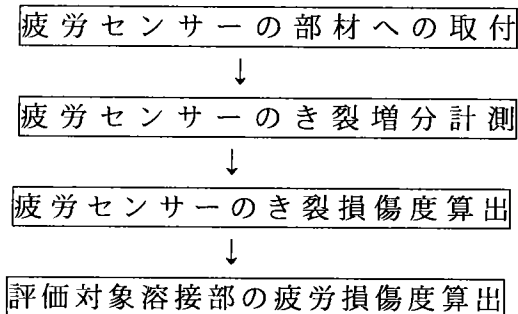 疲労センサーの部材への取付
↓
疲労センサーのき裂増分計測
↓
疲労センサーのき裂損傷度算出
↓
評価対象溶接部の疲労損傷度算出